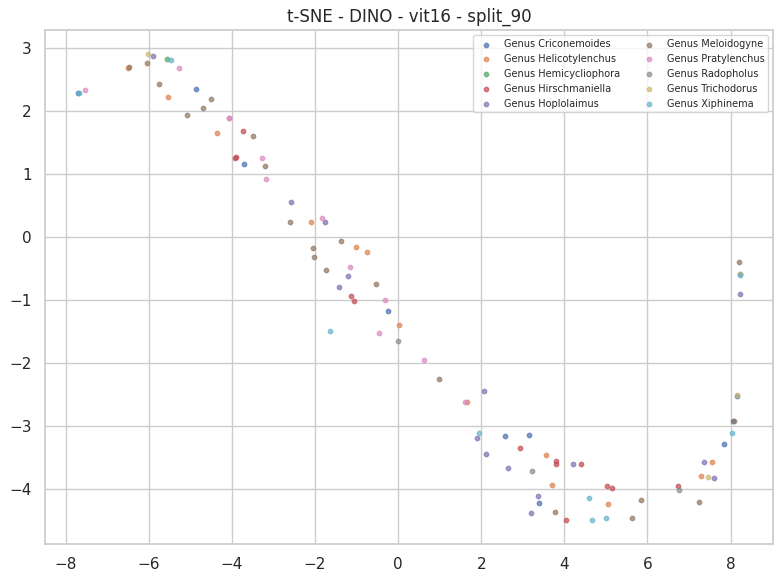 t-SNE - DINO - vit16 - split_90
Genus Criconemoides
Genus Helicotylenchus
Genus Hemicycliophora
Genus Hirschmaniella
Genus Hoplolaimus
Genus Meloidogyne
Genus Pratylenchus
Genus Radopholus
Genus Trichodorus
Genus Xiphinema
3
2
1
0
−1
−2
−3
−4
−8
−6
−4
−2
0
2
4
6
8